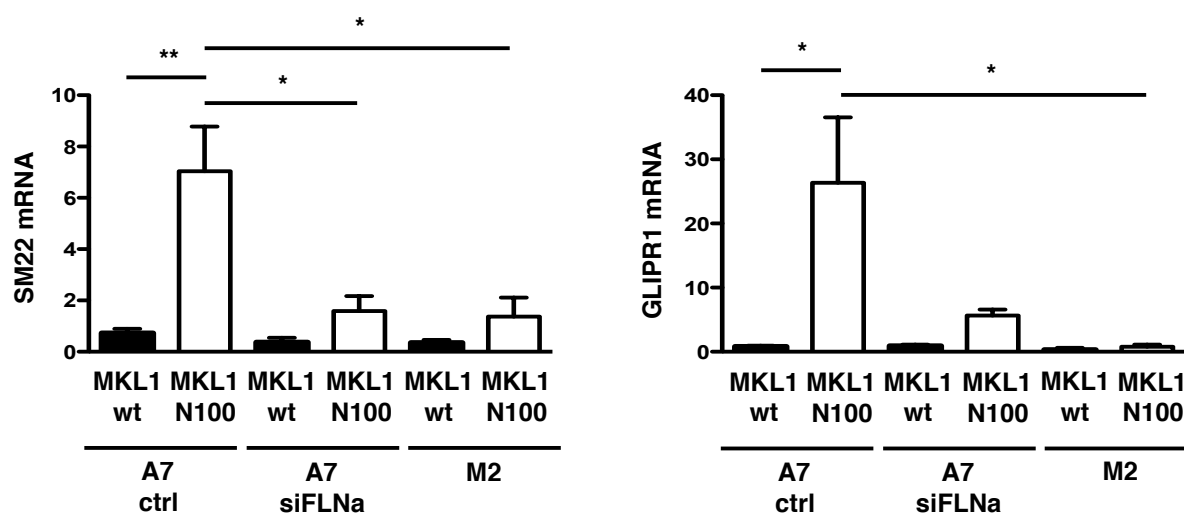 *
**
*
SM22 mRNA
10
8
6
4
2
0
MKL1 MKL1 MKL1 MKL1 MKL1 MKL1
wt N100 wt N100 wt N100
A7 A7 M2
ctrl siFLNa
*
*
GLIPR1 mRNA
40
30
20
10
0
MKL1 MKL1 MKL1 MKL1 MKL1 MKL1
wt N100 wt N100 wt N100
A7 A7 M2
ctrl siFLNa